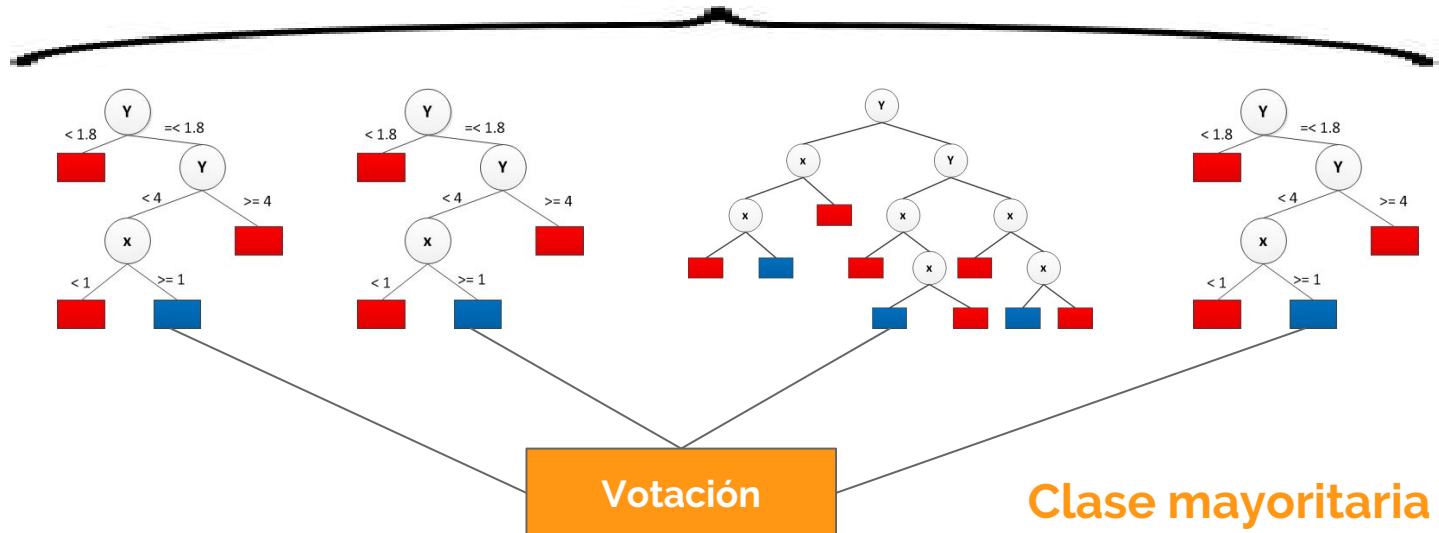 Y
< 1.8
=< 1.8
Y
< 4
>= 4
x
< 1
>= 1
Y
< 1.8
=< 1.8
Y
< 4
>= 4
x
< 1
>= 1
Y
x
Y
x
x
x
x
x
Y
< 1.8
=< 1.8
Y
< 4
>= 4
x
< 1
>= 1
Votación
Clase mayoritaria